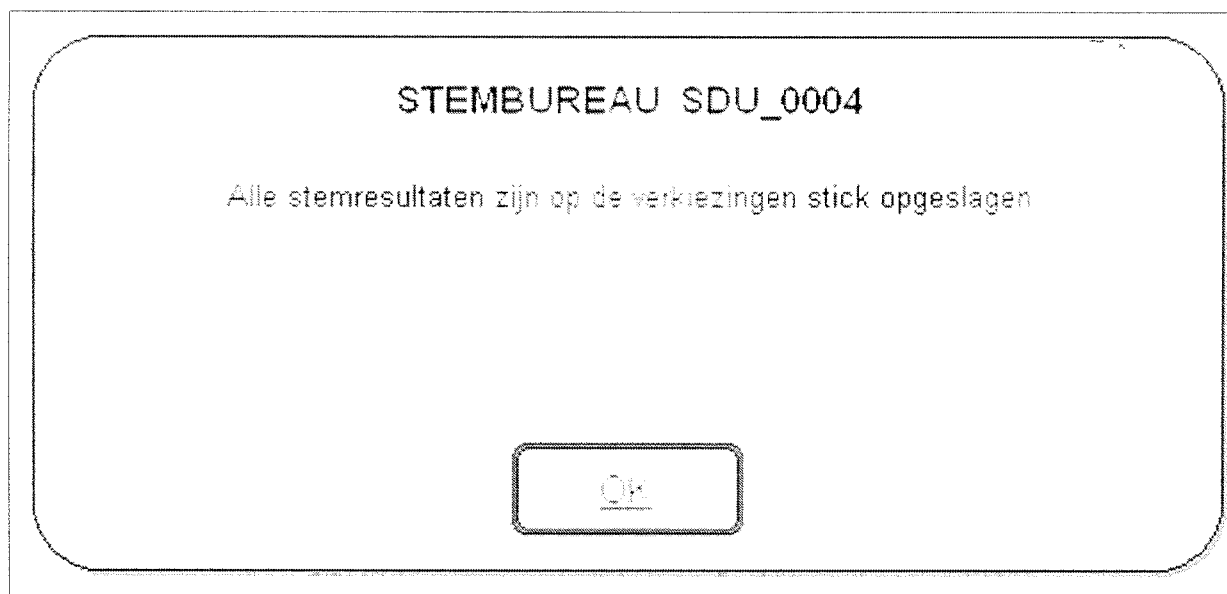 STEMBUREAU SDU_0004
Alle stemresultaten zijn op de verkiezingen stick opgeslagen
OK